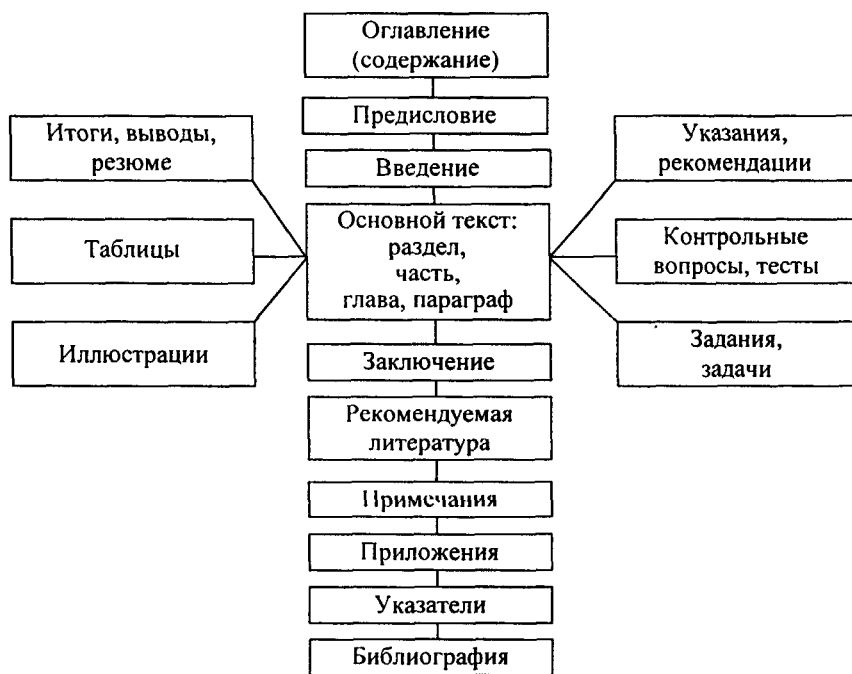 Оглавление
(содержание)
Предисловие
Введение
Итоги, выводы,
резюме
Таблицы
Иллюстрации
Основной текст:
раздел,
часть,
глава, параграф
Указания,
рекомендации
Контрольные
вопросы, тесты
Задания,
задачи
Заключение
Рекомендуемая
литература
Примечания
Приложения
Указатели
Библиография